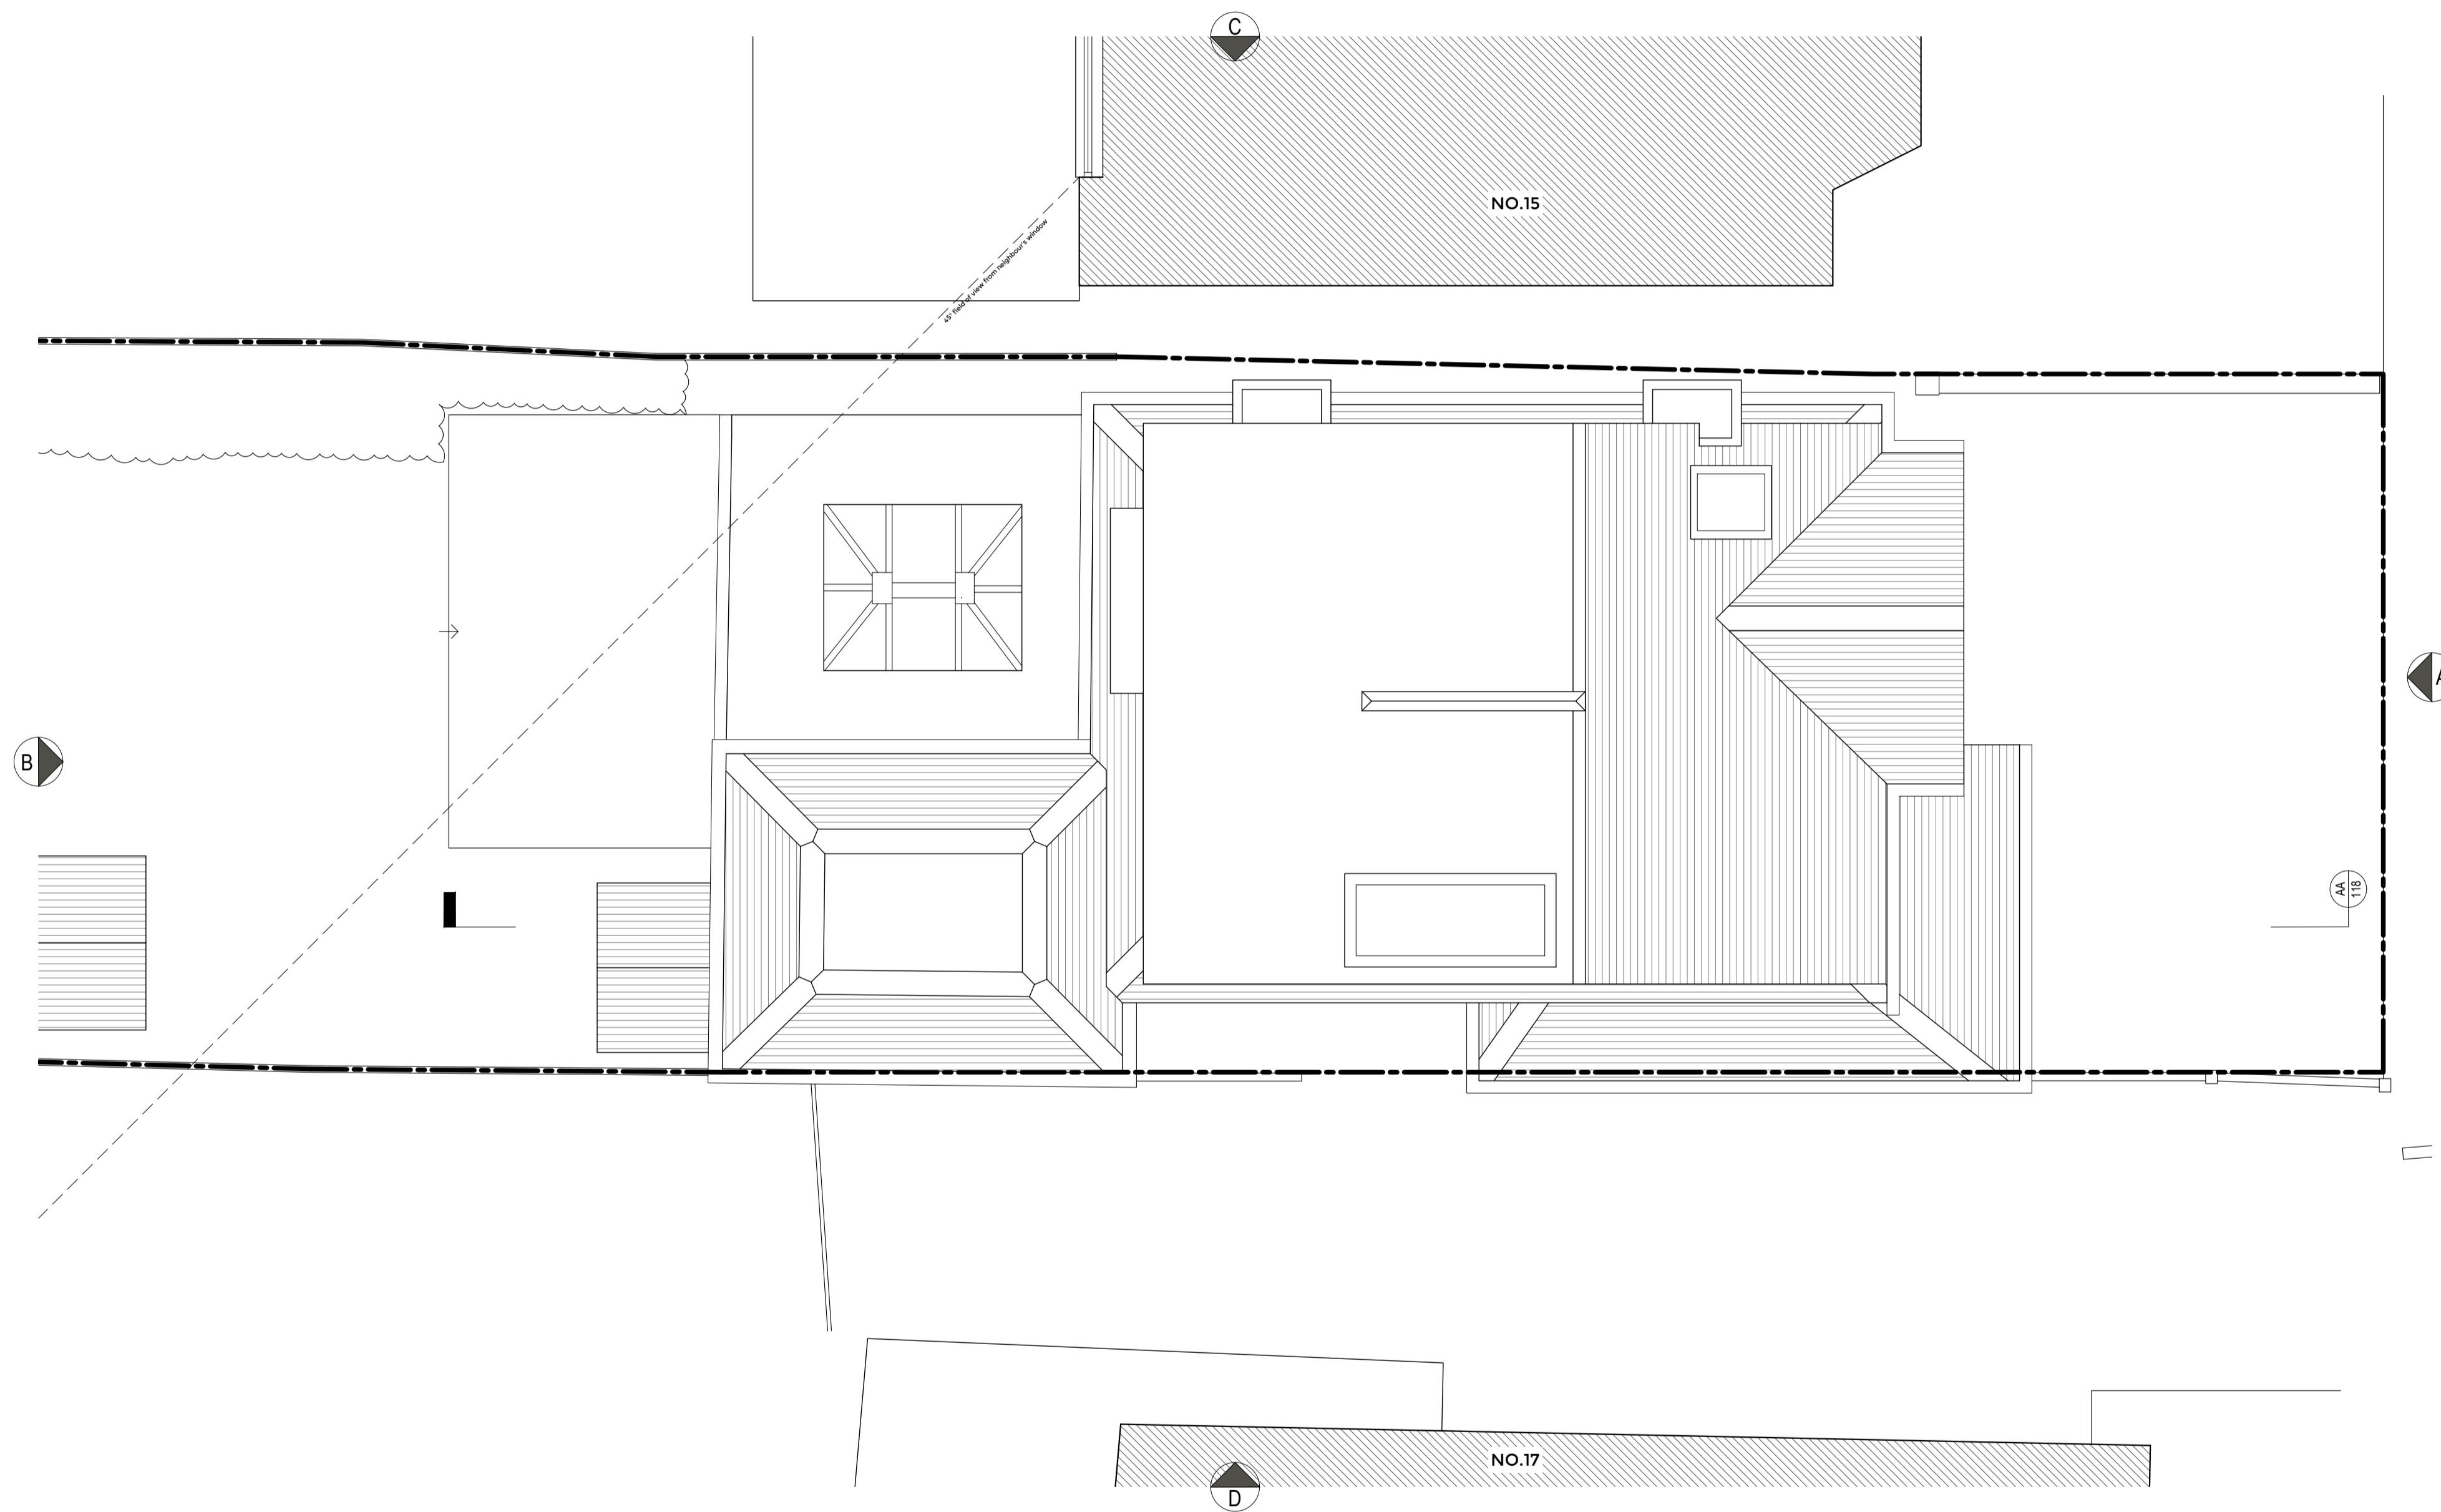 C
NO.15
45° field of view from neighbour's window
A
B
AA
118
NO.17
D